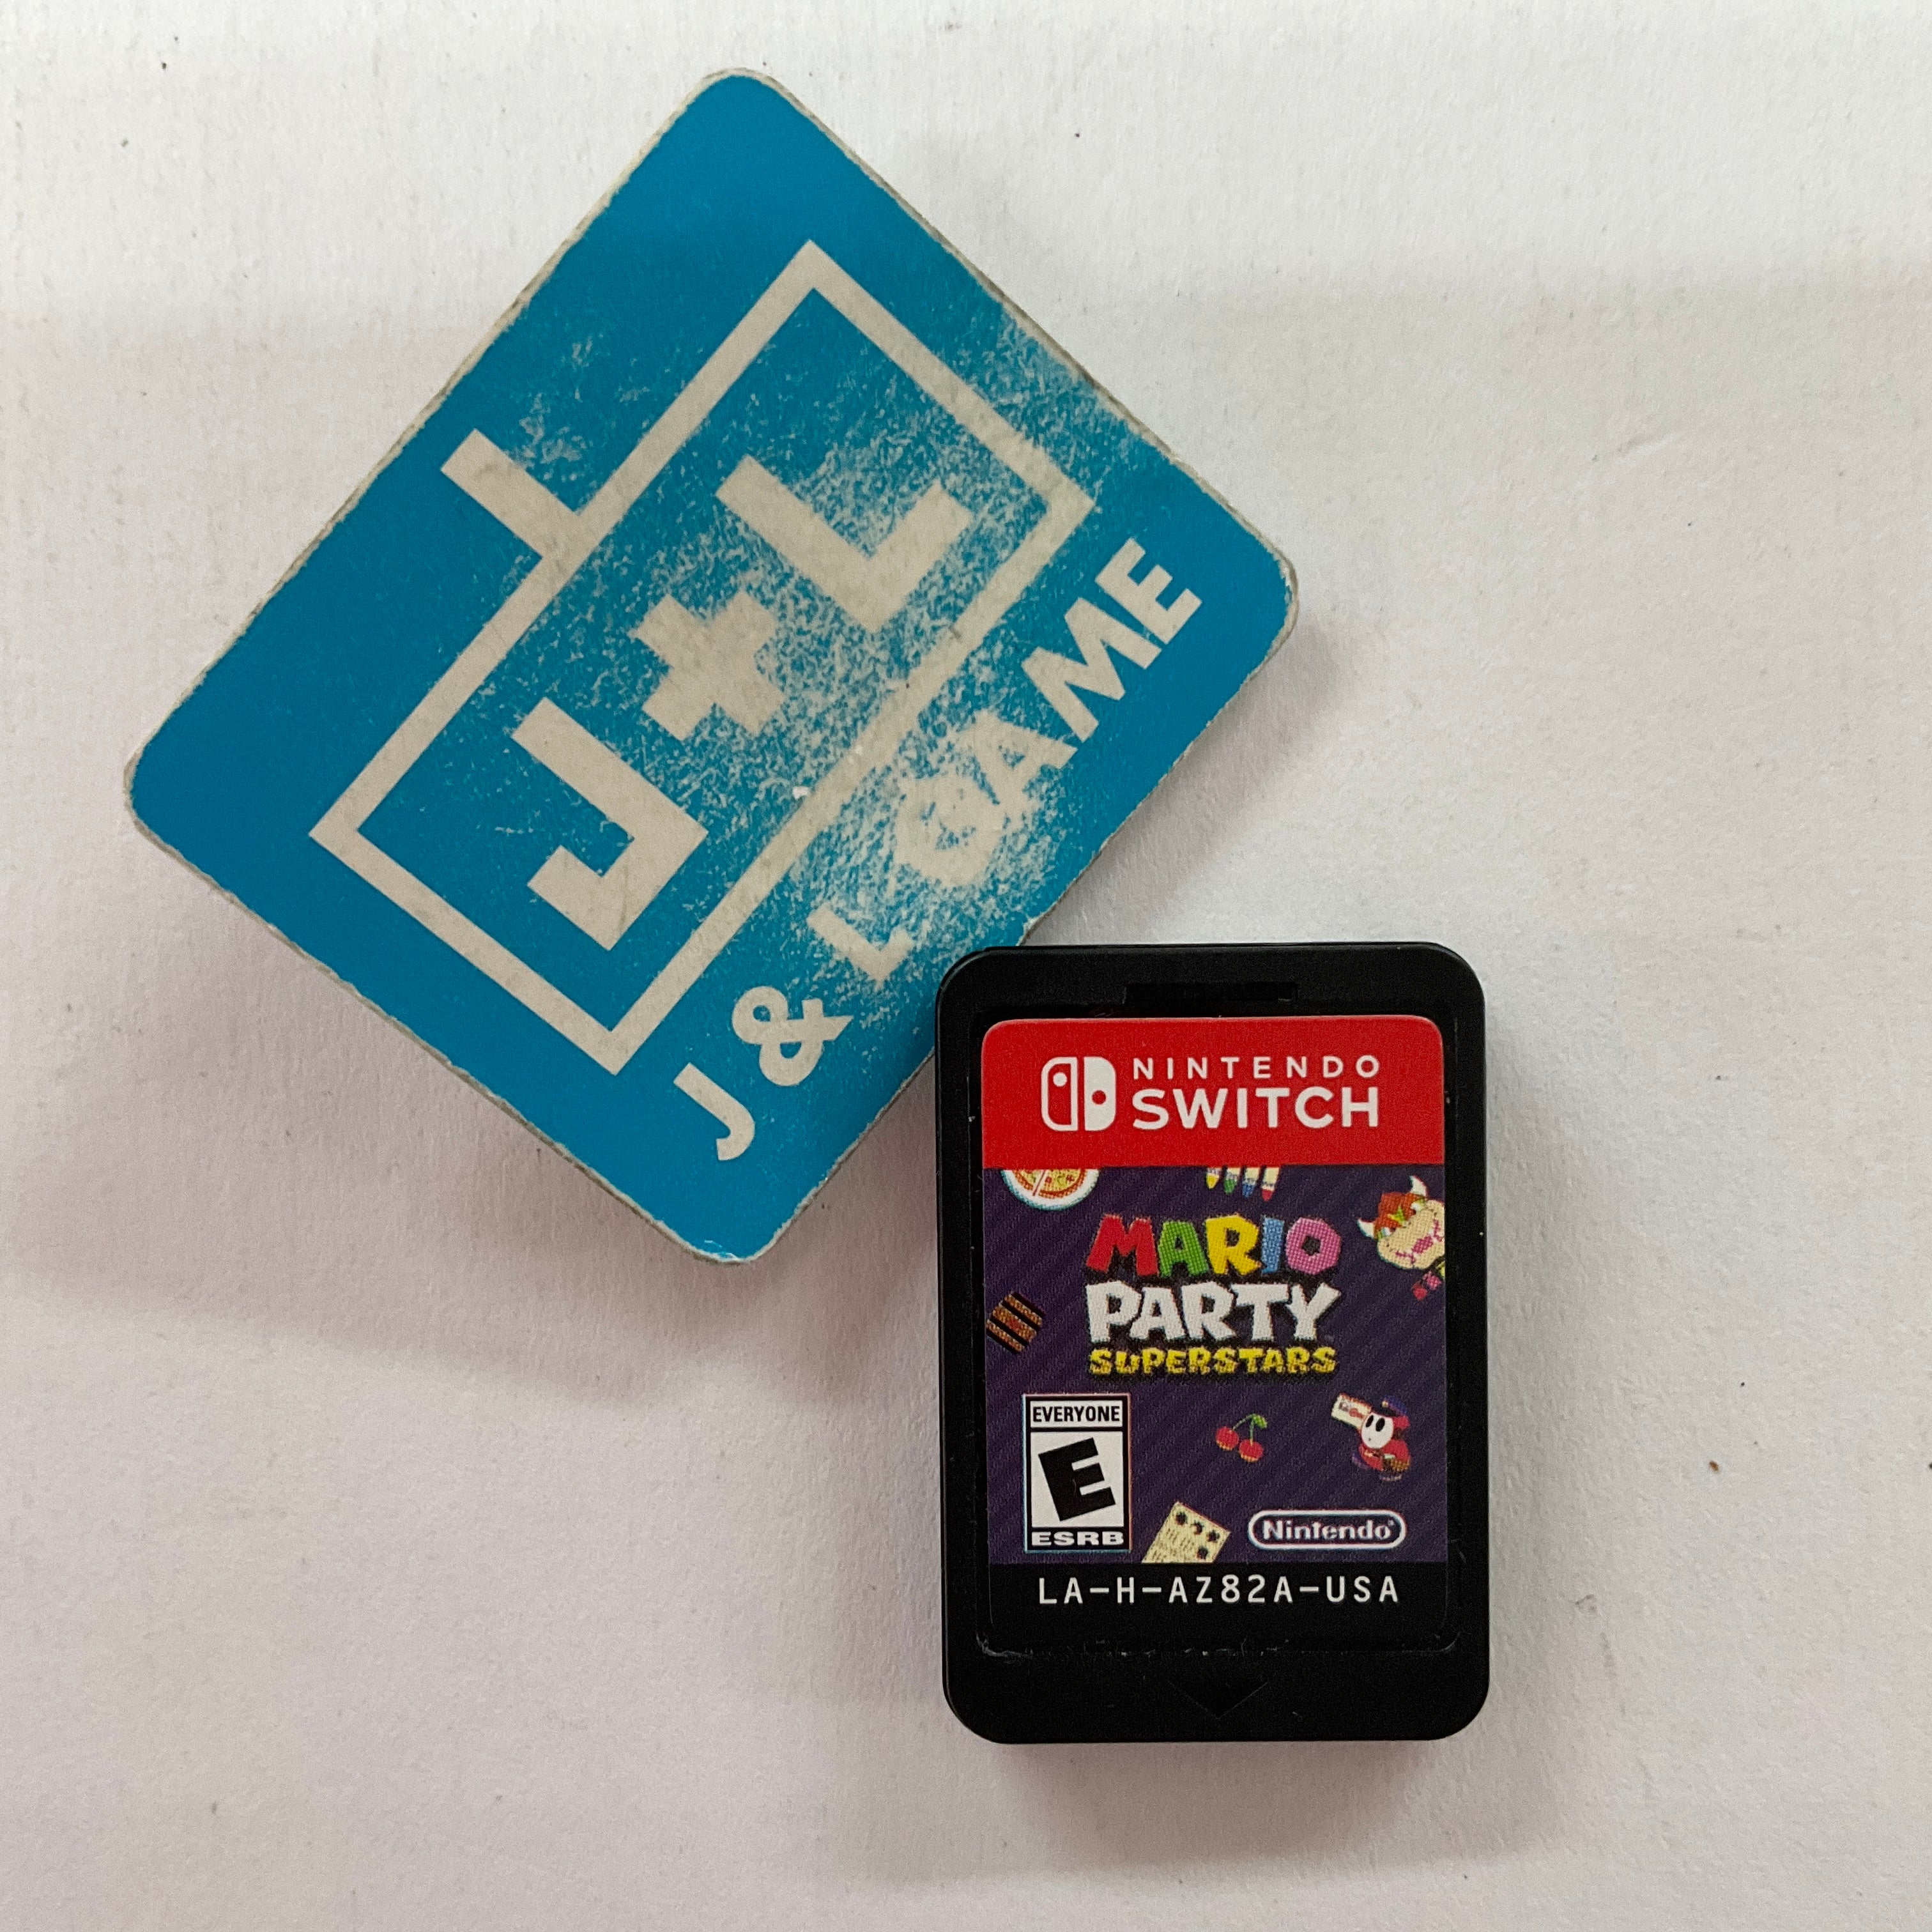 J+L
J & L GAME
NINTENDO
SWITCH
MARIO
PARTY
SUPERSTARS
EVERYONE
E
ESRB
Nintendo
LA-H-AZ82A-USA